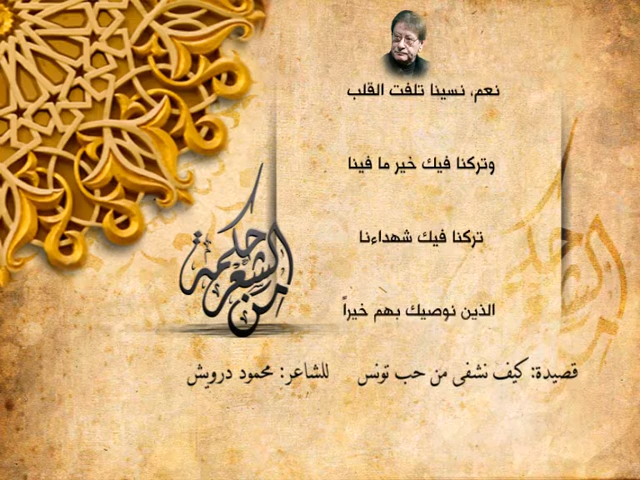 نعم، نسينا تلفت القلب
وتركنا فيك خير ما فينا
تركنا فيك شهداءنا
الذين نوصيك بهم خيراً
من الشعر حكمة
قصيدة: كيف نشفى من حب تونس للشاعر: محمود درويش